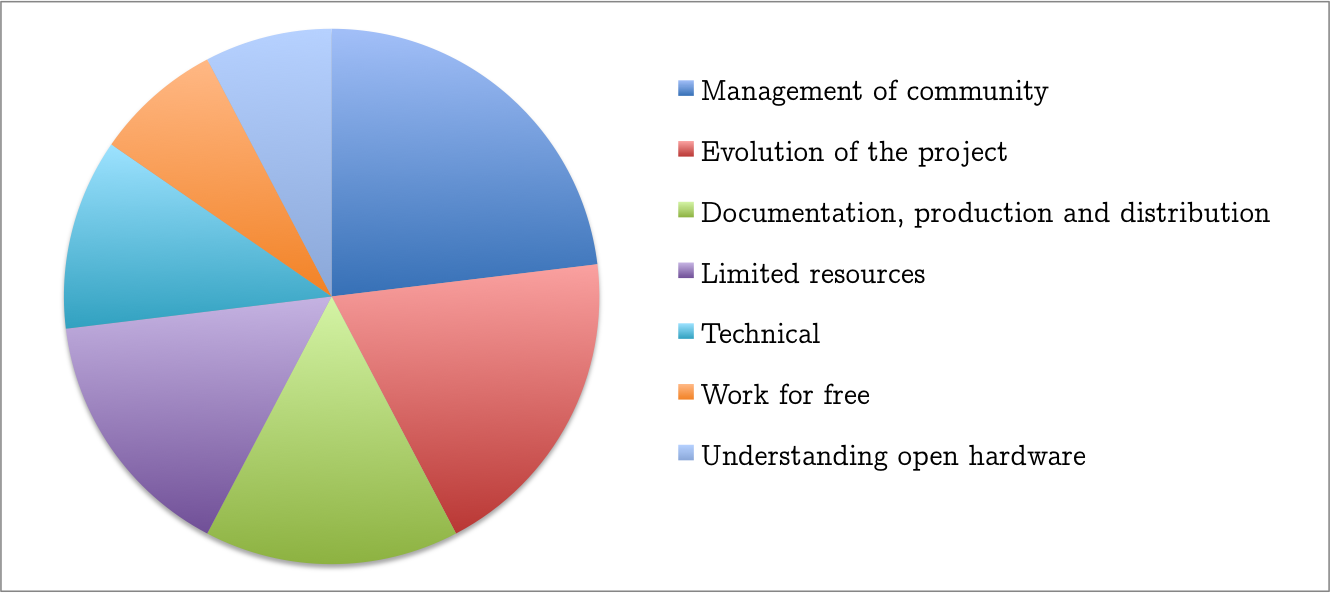 Management of community
Evolution of the project
Documentation, production and distribution
Limited resources
Technical
Work for free
Understanding open hardware